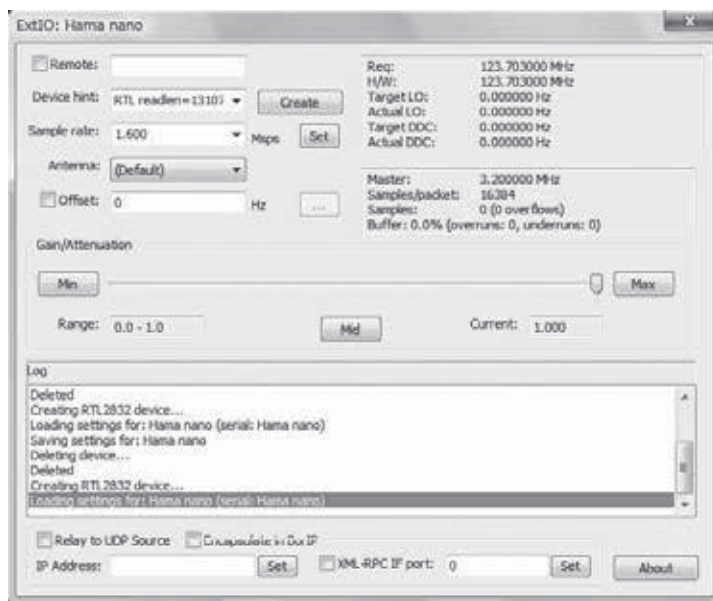 ExtIO: Hama nano
Remote:
Device hint: RTL readlen=13107 Create
Sample rate: 1.600 Msps Set
Antenna: (Default)
Offset: 0 Hz ...
Req: 123.703000 MHz
H/W: 123.703000 MHz
Target LO: 0.000000 Hz
Actual LO: 0.000000 Hz
Target DDC: 0.000000 Hz
Actual DDC: 0.000000 Hz
Master: 3.200000 MHz
Samples/packet: 16384
Samples: 0 (0 overflows)
Buffer: 0.0% (overruns: 0, underruns: 0)
Gain/Attenuation
Min Max
Range: 0.0 - 1.0 Mid Current: 1.000
Log
Deleted
Creating RTL2832 device...
Loading settings for: Hama nano (serial: Hama nano)
Saving settings for: Hama nano
Deleting device...
Deleted
Creating RTL2832 device...
Loading settings for: Hama nano (serial: Hama nano)
Relay to UDP Source Encapsulate in BorIP
IP Address: Set XML-RPC IF port: 0 Set About